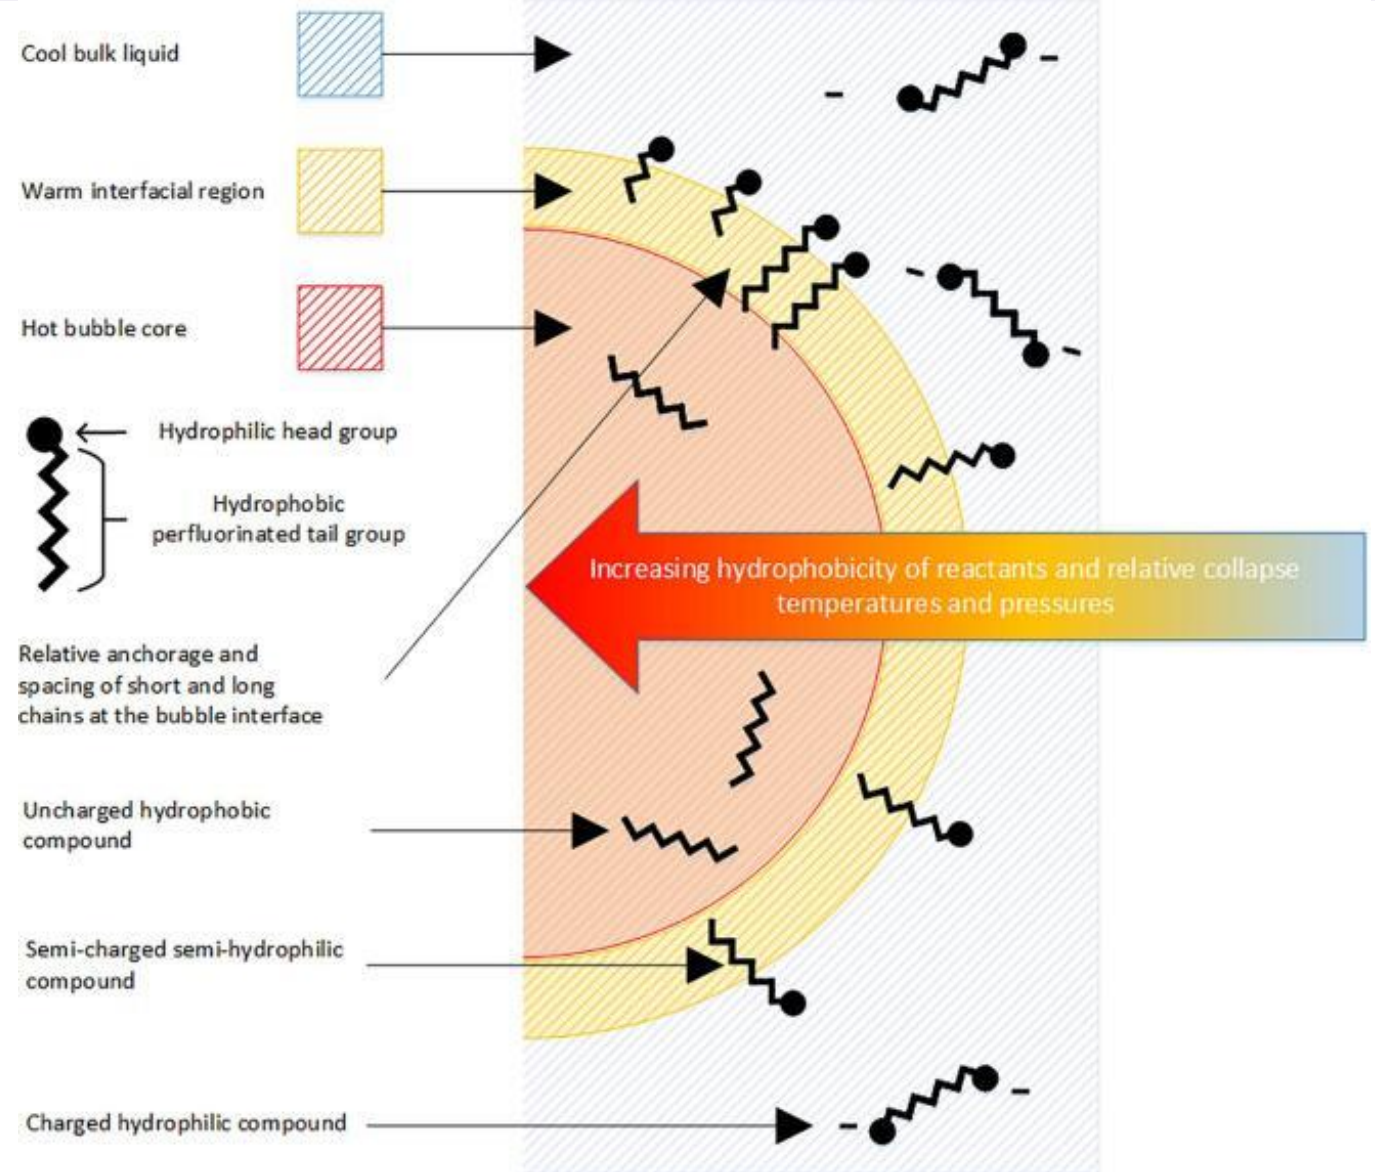 Cool bulk liquid
Warm interfacial region
Hot bubble core
Hydrophilic head group
Hydrophobic
perfluorinated tail group
Increasing hydrophobicity of reactants and relative collapse
temperatures and pressures
Relative anchorage and
spacing of short and long
chains at the bubble interface
Uncharged hydrophobic
compound
Semi-charged semi-hydrophilic
compound
Charged hydrophilic compound